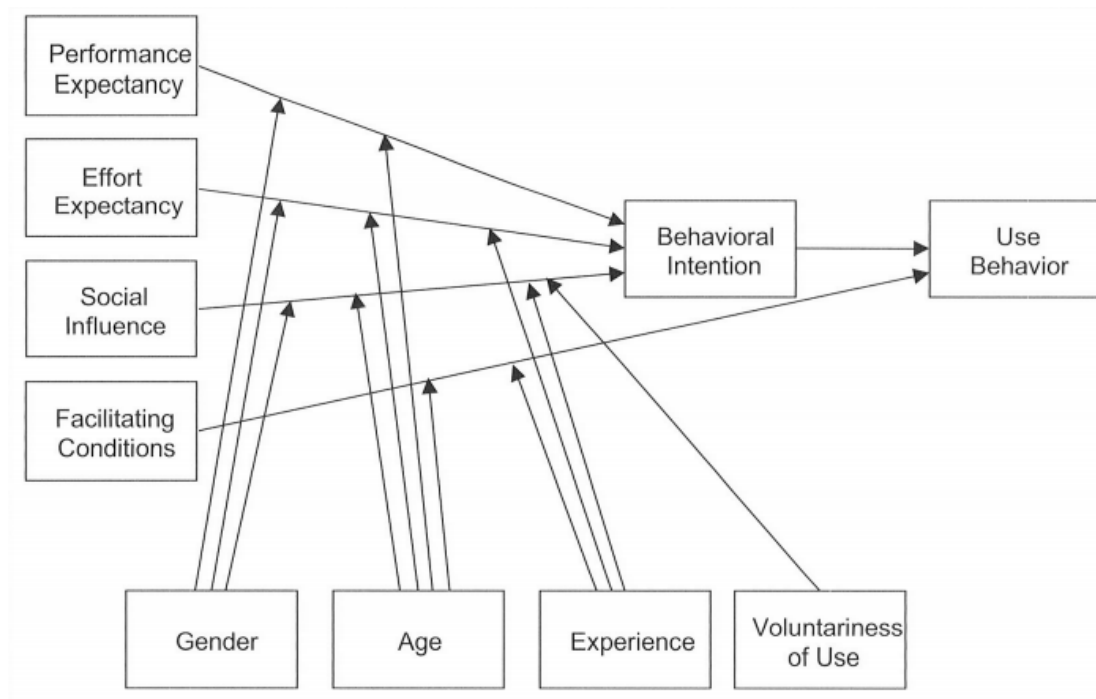 Performance
Expectancy
Effort
Expectancy
Social
Influence
Facilitating
Conditions
Behavioral
Intention
Use
Behavior
Gender
Age
Experience
Voluntariness
of Use